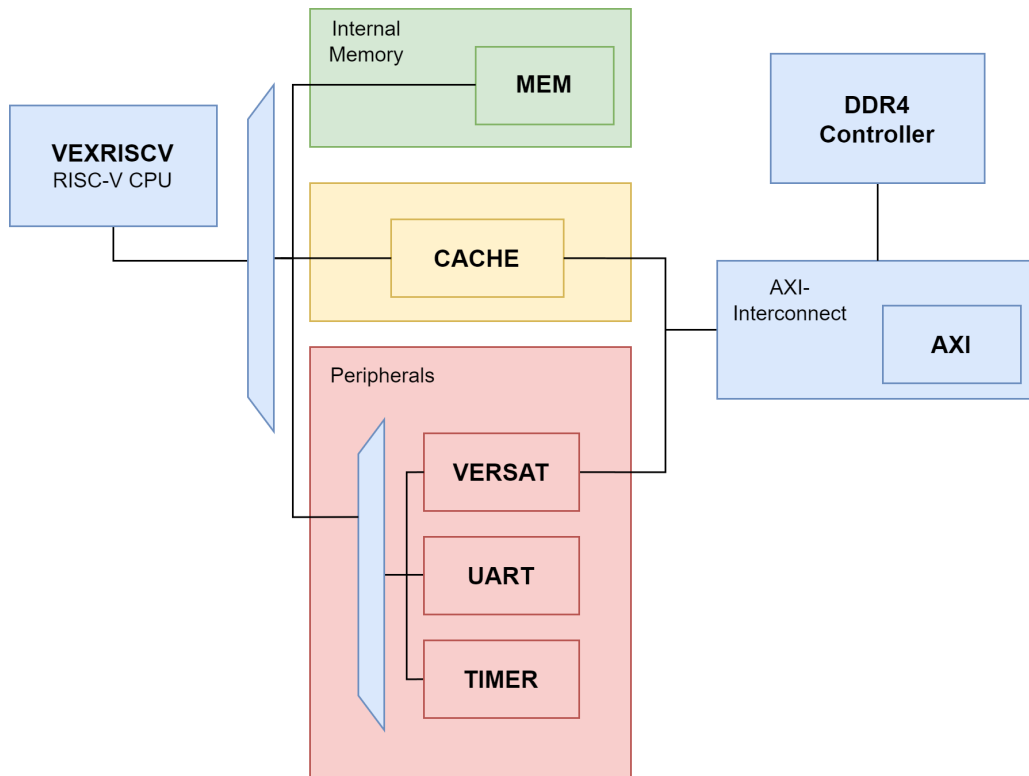 Internal
Memory
MEM
VEXRISCV
RISC-V CPU
DDR4
Controller
CACHE
AXI-
Interconnect
AXI
Peripherals
VERSAT
UART
TIMER